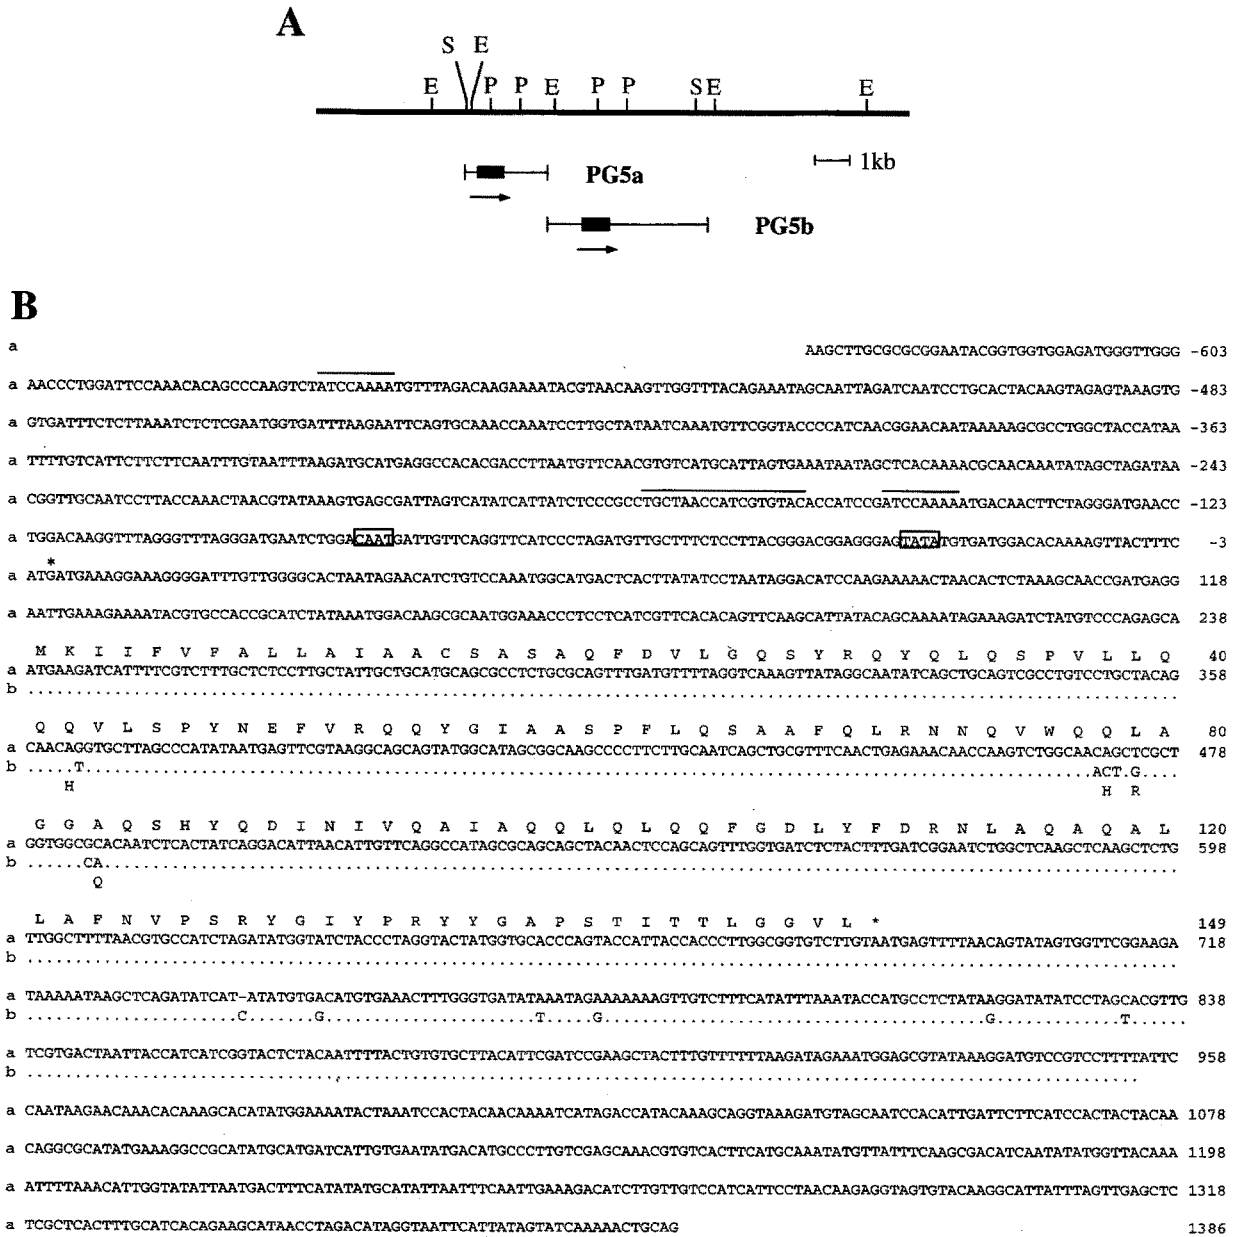 A
S E
E P P E P P S E E
1kb
PG5a
PG5b
B
a AAGCTTGCGCGCGGAATACGGTGGTGGAGATGGGTTGGG -603
a AACCCTGGATTCCAAACACAGCCCAAGTCTATCCAAAATGTTTAGACAAGAAAATACGTAACAAGTTGGTTTACAGAAATAGCAATTAGATCAATCCTGCACTACAAGTAGAGTAAAGTG -483
a GTGATTTCTCTTAAATCTCTCGAATGGTGATTTAAGAATTCAGTGCAAACCAAATCCTTGCTATAATCAAATGTTCGGTACCCCATCAACGGAACAATAAAAAGCGCCTGGCTACCATAA -363
a TTTTGTCATTCTTCTTCAATTTGTAATTTAAGATGCATGAGGCCACACGACCTTAATGTTCAACGTGTCATGCATTAGTGAAATAATAGCTCACAAAACGCAACAAATATAGCTAGATAA -243
a CGGTTGCAATCCTTACCAAACTAACGTATAAAGTGAGCGATTAGTCATATCATTATCTCCCGCCTGCTAACCATCGTGTACACCATCCGATCCAAAAATGACAACTTCTAGGGATGAACC -123
a TGGACAAGGTTTAGGGTTTAGGGATGAATCTGGACAATGATTGTTCAGGTTCATCCCTAGATGTTGCTTTCTCCTTACGGGACGGAGGGAGTATATGTGATGGACACAAAAGTTACTTTC -3
*
a ATGATGAAAGGAAAGGGGATTTGTTGGGGCACTAATAGAACATCTGTCCAAATGGCATGACTCACTTATATCCTAATAGGACATCCAAGAAAAACTAACACTCTAAAGCAACCGATGAGG 118
a AATTGAAAGAAAATACGTGCCACCGCATCTATAAATGGACAAGCGCAATGGAAACCCTCCTCATCGTTCACACAGTTCAAGCATTATACAGCAAAATAGAAAGATCTATGTCCCAGAGCA 238
M K I I F V F A L L A I A A C S A S A Q F D V L G Q S Y R Q Y Q L Q S P V L L Q 40
a ATGAAGATCATTTTCGTCTTTGCTCTCCTTGCTATTGCTGCATGCAGCGCCTCTGCGCAGTTTGATGTTTTAGGTCAAAGTTATAGGCAATATCAGCTGCAGTCGCCTGTCCTGCTACAG 358
b ........................................................................................................................
Q Q V L S P Y N E F V R Q Q Y G I A A S P F L Q S A A F Q L R N N Q V W Q Q L A 80
a CAACAGGTGCTTAGCCCATATAATGAGTTCGTAAGGCAGCAGTATGGCATAGCGGCAAGCCCCTTCTTGCAATCAGCTGCGTTTCAACTGAGAAACAACCAAGTCTGGCAACAGCTCGCT 478
b .....T.........................................................................................................ACT.G....
H H R
G G A Q S H Y Q D I N I V Q A I A Q Q L Q L Q Q F G D L Y F D R N L A Q A Q A L 120
a GGTGGCGCACAATCTCACTATCAGGACATTAACATTGTTCAGGCCATAGCGCAGCAGCTACAACTCCAGCAGTTTGGTGATCTCTACTTTGATCGGAATCTGGCTCAAGCTCAAGCTCTG 598
b ......CA................................................................................................................
Q
L A F N V P S R Y G I Y P R Y Y G A P S T I T T L G G V L * 149
a TTGGCTTTTAACGTGCCATCTAGATATGGTATCTACCCTAGGTACTATGGTGCACCCAGTACCATTACCACCCTTGGCGGTGTCTTGTAATGAGTTTTAACAGTATAGTGGTTCGGAAGA 718
b ........................................................................................................................
a TAAAAATAAGCTCAGATATCAT-ATATGTGACATGTGAAACTTTGGGTGATATAAATAGAAAAAAAGTTGTCTTTCATATTTAAATACCATGCCTCTATAAGGATATATCCTAGCACGTTG 838
b ......................C.......G......................T.....G........................................G.............T......
a TCGTGACTAATTACCATCATCGGTACTCTACAATTTTACTGTGTGCTTACATTCGATCCGAAGCTACTTTGTTTTTTAAGATAGAAATGGAGCGTATAAAGGATGTCCGTCCTTTTATTC 958
b ....................................................................................................................
a CAATAAGAACAAACACAAAGCACATATGGAAAATACTAAATCCACTACAACAAAATCATAGACCATACAAAGCAGGTAAAGATGTAGCAATCCACATTGATTCTTCATCCACTACTACAA 1078
a CAGGCGCATATGAAAGGCCGCATATGCATGATCATTGTGAATATGACATGCCCTTGTCGAGCAAACGTGTCACTTCATGCAAATATGTTATTTCAAGCGACATCAATATATGGTTACAAA 1198
a ATTTTAAACATTGGTATATTAATGACTTTCATATATGCATATTAATTTCAATTGAAAGACATCTTGTTGTCCATCATTCCTAACAAGAGGTAGTGTACAAGGCATTATTTAGTTGAGCTC 1318
a TCGCTCACTTTGCATCACAGAAGCATAACCTAGACATAGGTAATTCATTATAGTATCAAAAACTGCAG 1386